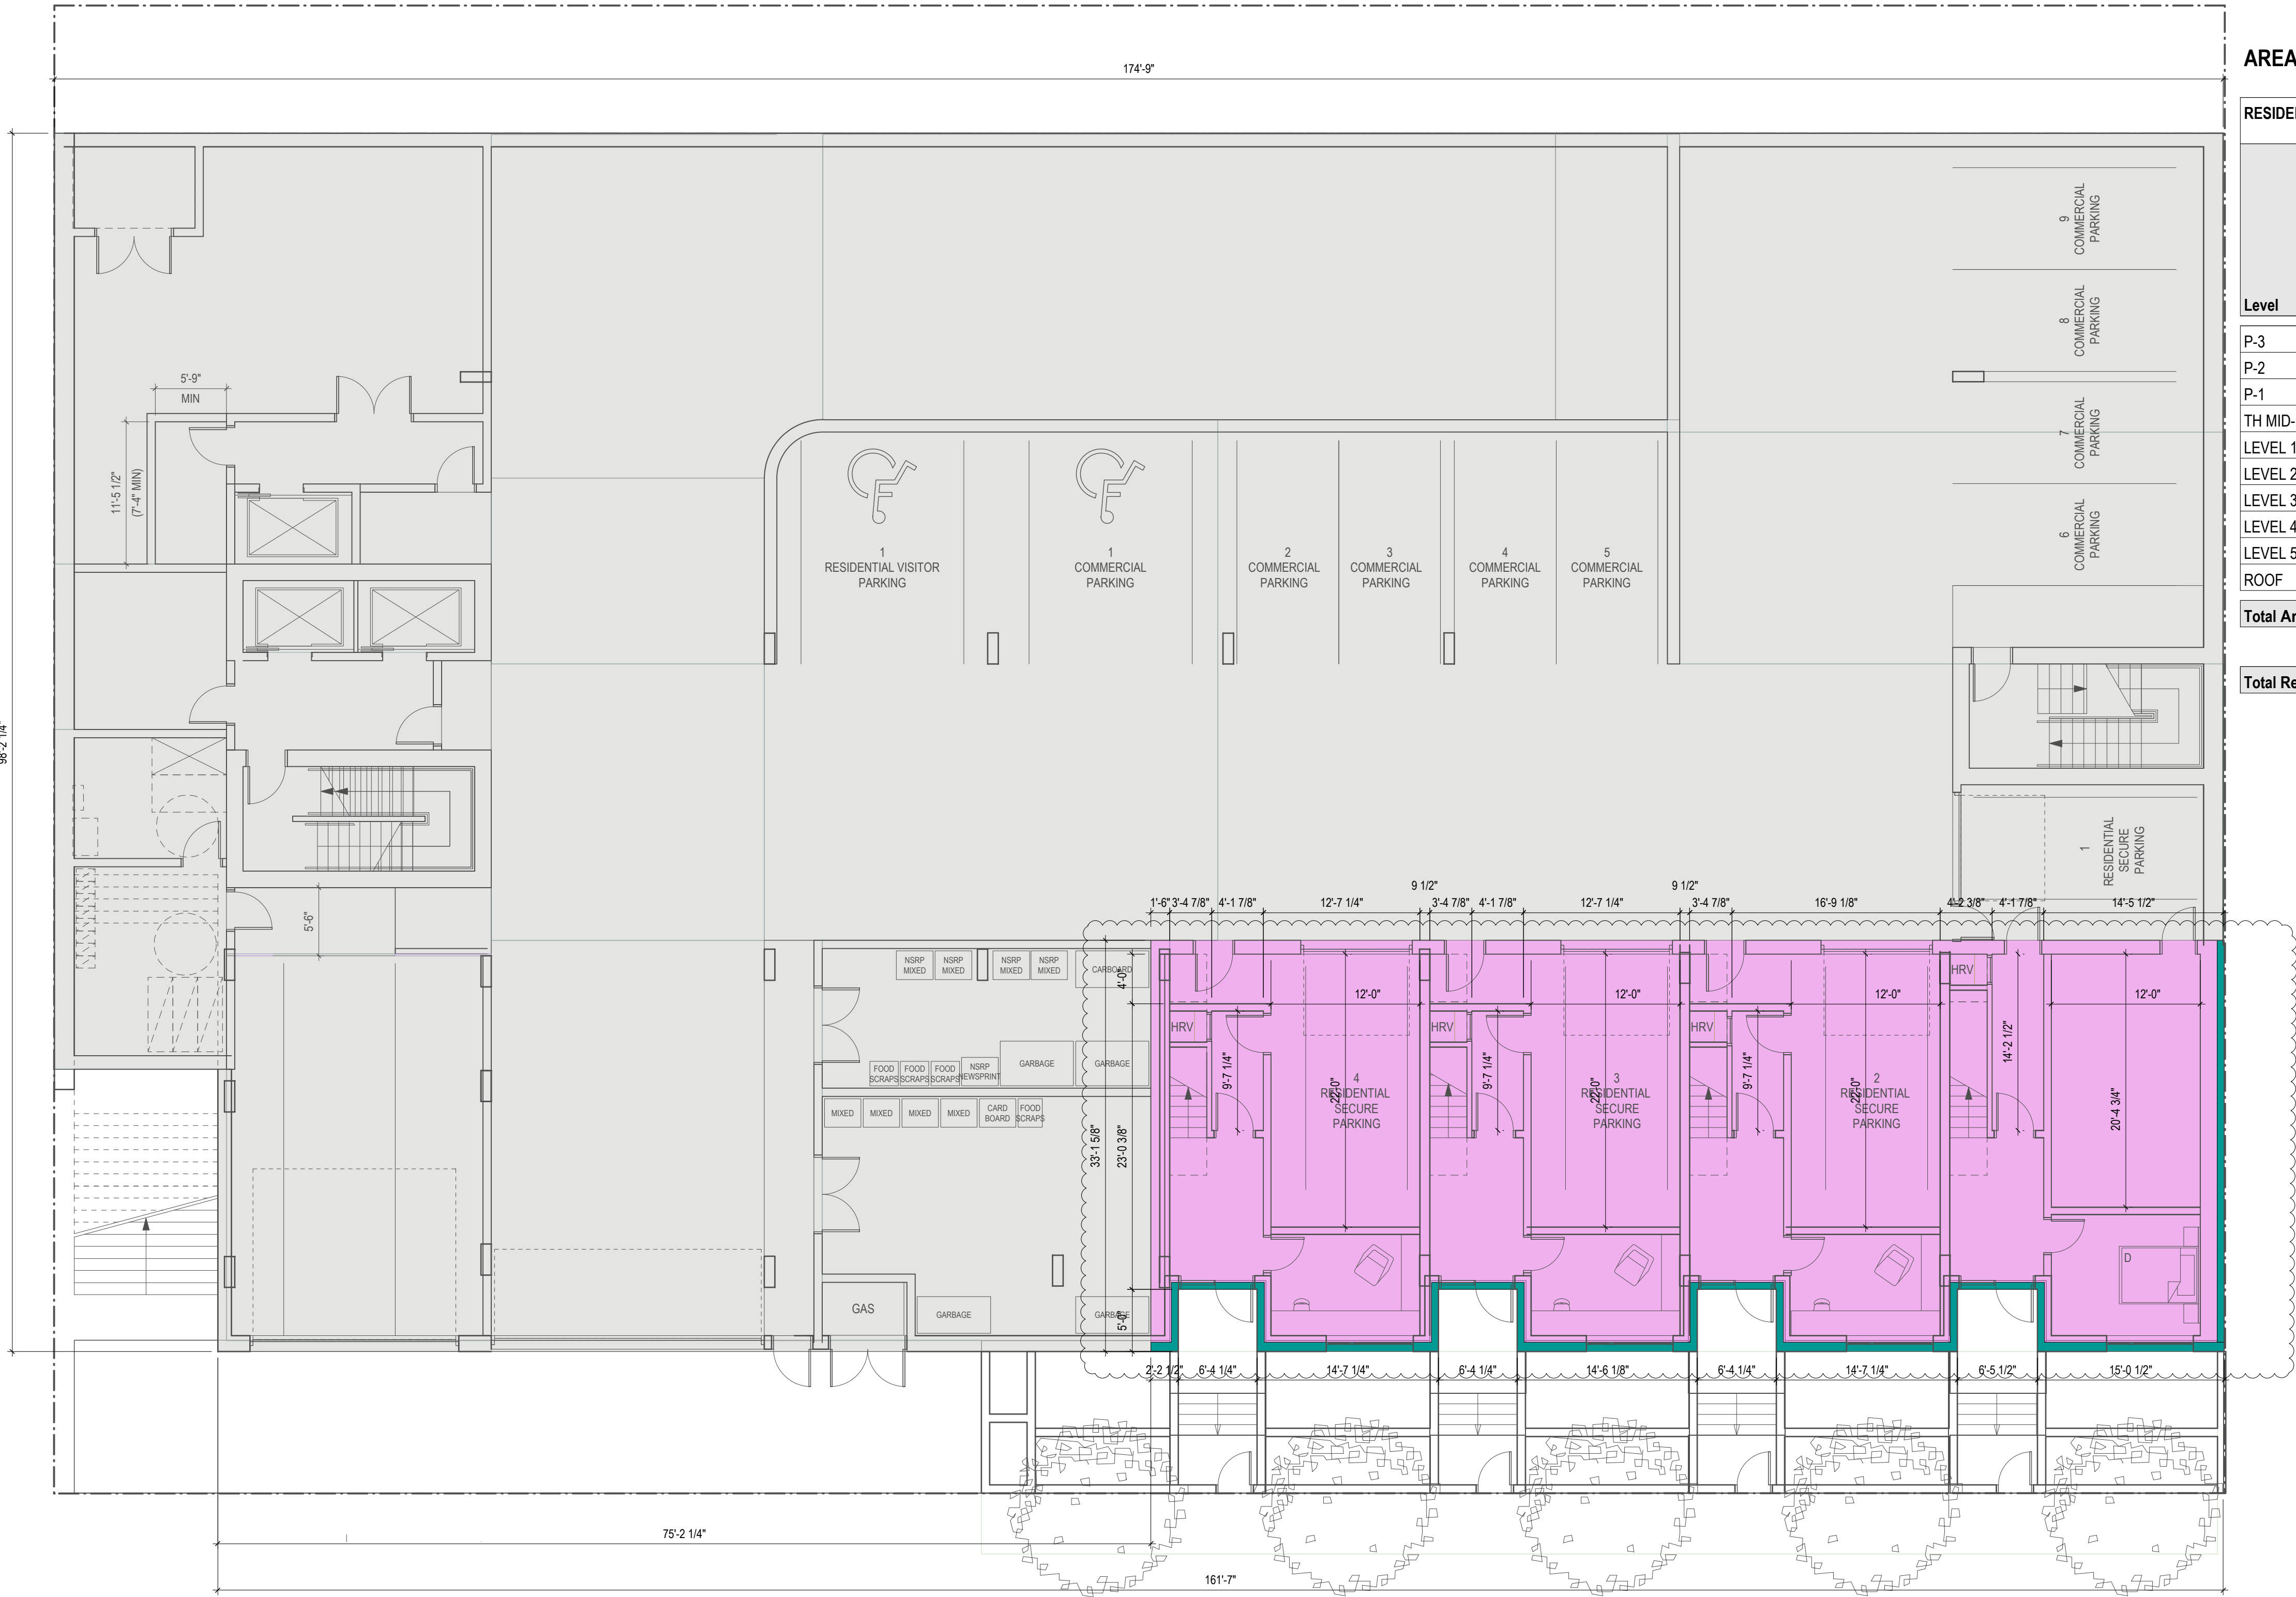 174'-9"
AREA
RESIDE
Level
P-3
P-2
P-1
TH MID-
LEVEL 1
LEVEL 2
LEVEL 3
LEVEL 4
LEVEL 5
ROOF
Total Ar
Total Re
98'-2 1/4"
5'-9"
MIN
11'-5 1/2"
(7'-4" MIN)
9
COMMERCIAL
PARKING
8
COMMERCIAL
PARKING
7
COMMERCIAL
PARKING
6
COMMERCIAL
PARKING
1
RESIDENTIAL VISITOR
PARKING
1
COMMERCIAL
PARKING
2
COMMERCIAL
PARKING
3
COMMERCIAL
PARKING
4
COMMERCIAL
PARKING
5
COMMERCIAL
PARKING
1
RESIDENTIAL
SECURE
PARKING
5'-6"
9 1/2"
9 1/2"
1'-6"
3'-4 7/8"
4'-1 7/8"
12'-7 1/4"
3'-4 7/8"
4'-1 7/8"
12'-7 1/4"
3'-4 7/8"
16'-9 1/8"
4'-2 3/8"
4'-1 7/8"
14'-5 1/2"
NSRP
MIXED
NSRP
MIXED
NSRP
MIXED
NSRP
MIXED
CARBOARD
4'-0"
HRV
12'-0"
12'-0"
12'-0"
12'-0"
HRV
HRV
HRV
FOOD
SCRAPS
FOOD
SCRAPS
FOOD
SCRAPS
NSRP
NEWSPRINT
GARBAGE
GARBAGE
9'-7 1/4"
9'-7 1/4"
9'-7 1/4"
14'-2 1/2"
4
RESIDENTIAL
SECURE
PARKING
22'-0"
3
RESIDENTIAL
SECURE
PARKING
22'-0"
2
RESIDENTIAL
SECURE
PARKING
22'-0"
20'-4 3/4"
MIXED
MIXED
MIXED
MIXED
CARD
BOARD
FOOD
SCRAPS
33'-1 5/8"
23'-0 3/8"
D
GAS
GARBAGE
GARBAGE
5'-0"
2'-2 1/2"
6'-4 1/4"
14'-7 1/4"
6'-4 1/4"
14'-6 1/8"
6'-4 1/4"
14'-7 1/4"
6'-5 1/2"
15'-0 1/2"
75'-2 1/4"
161'-7"